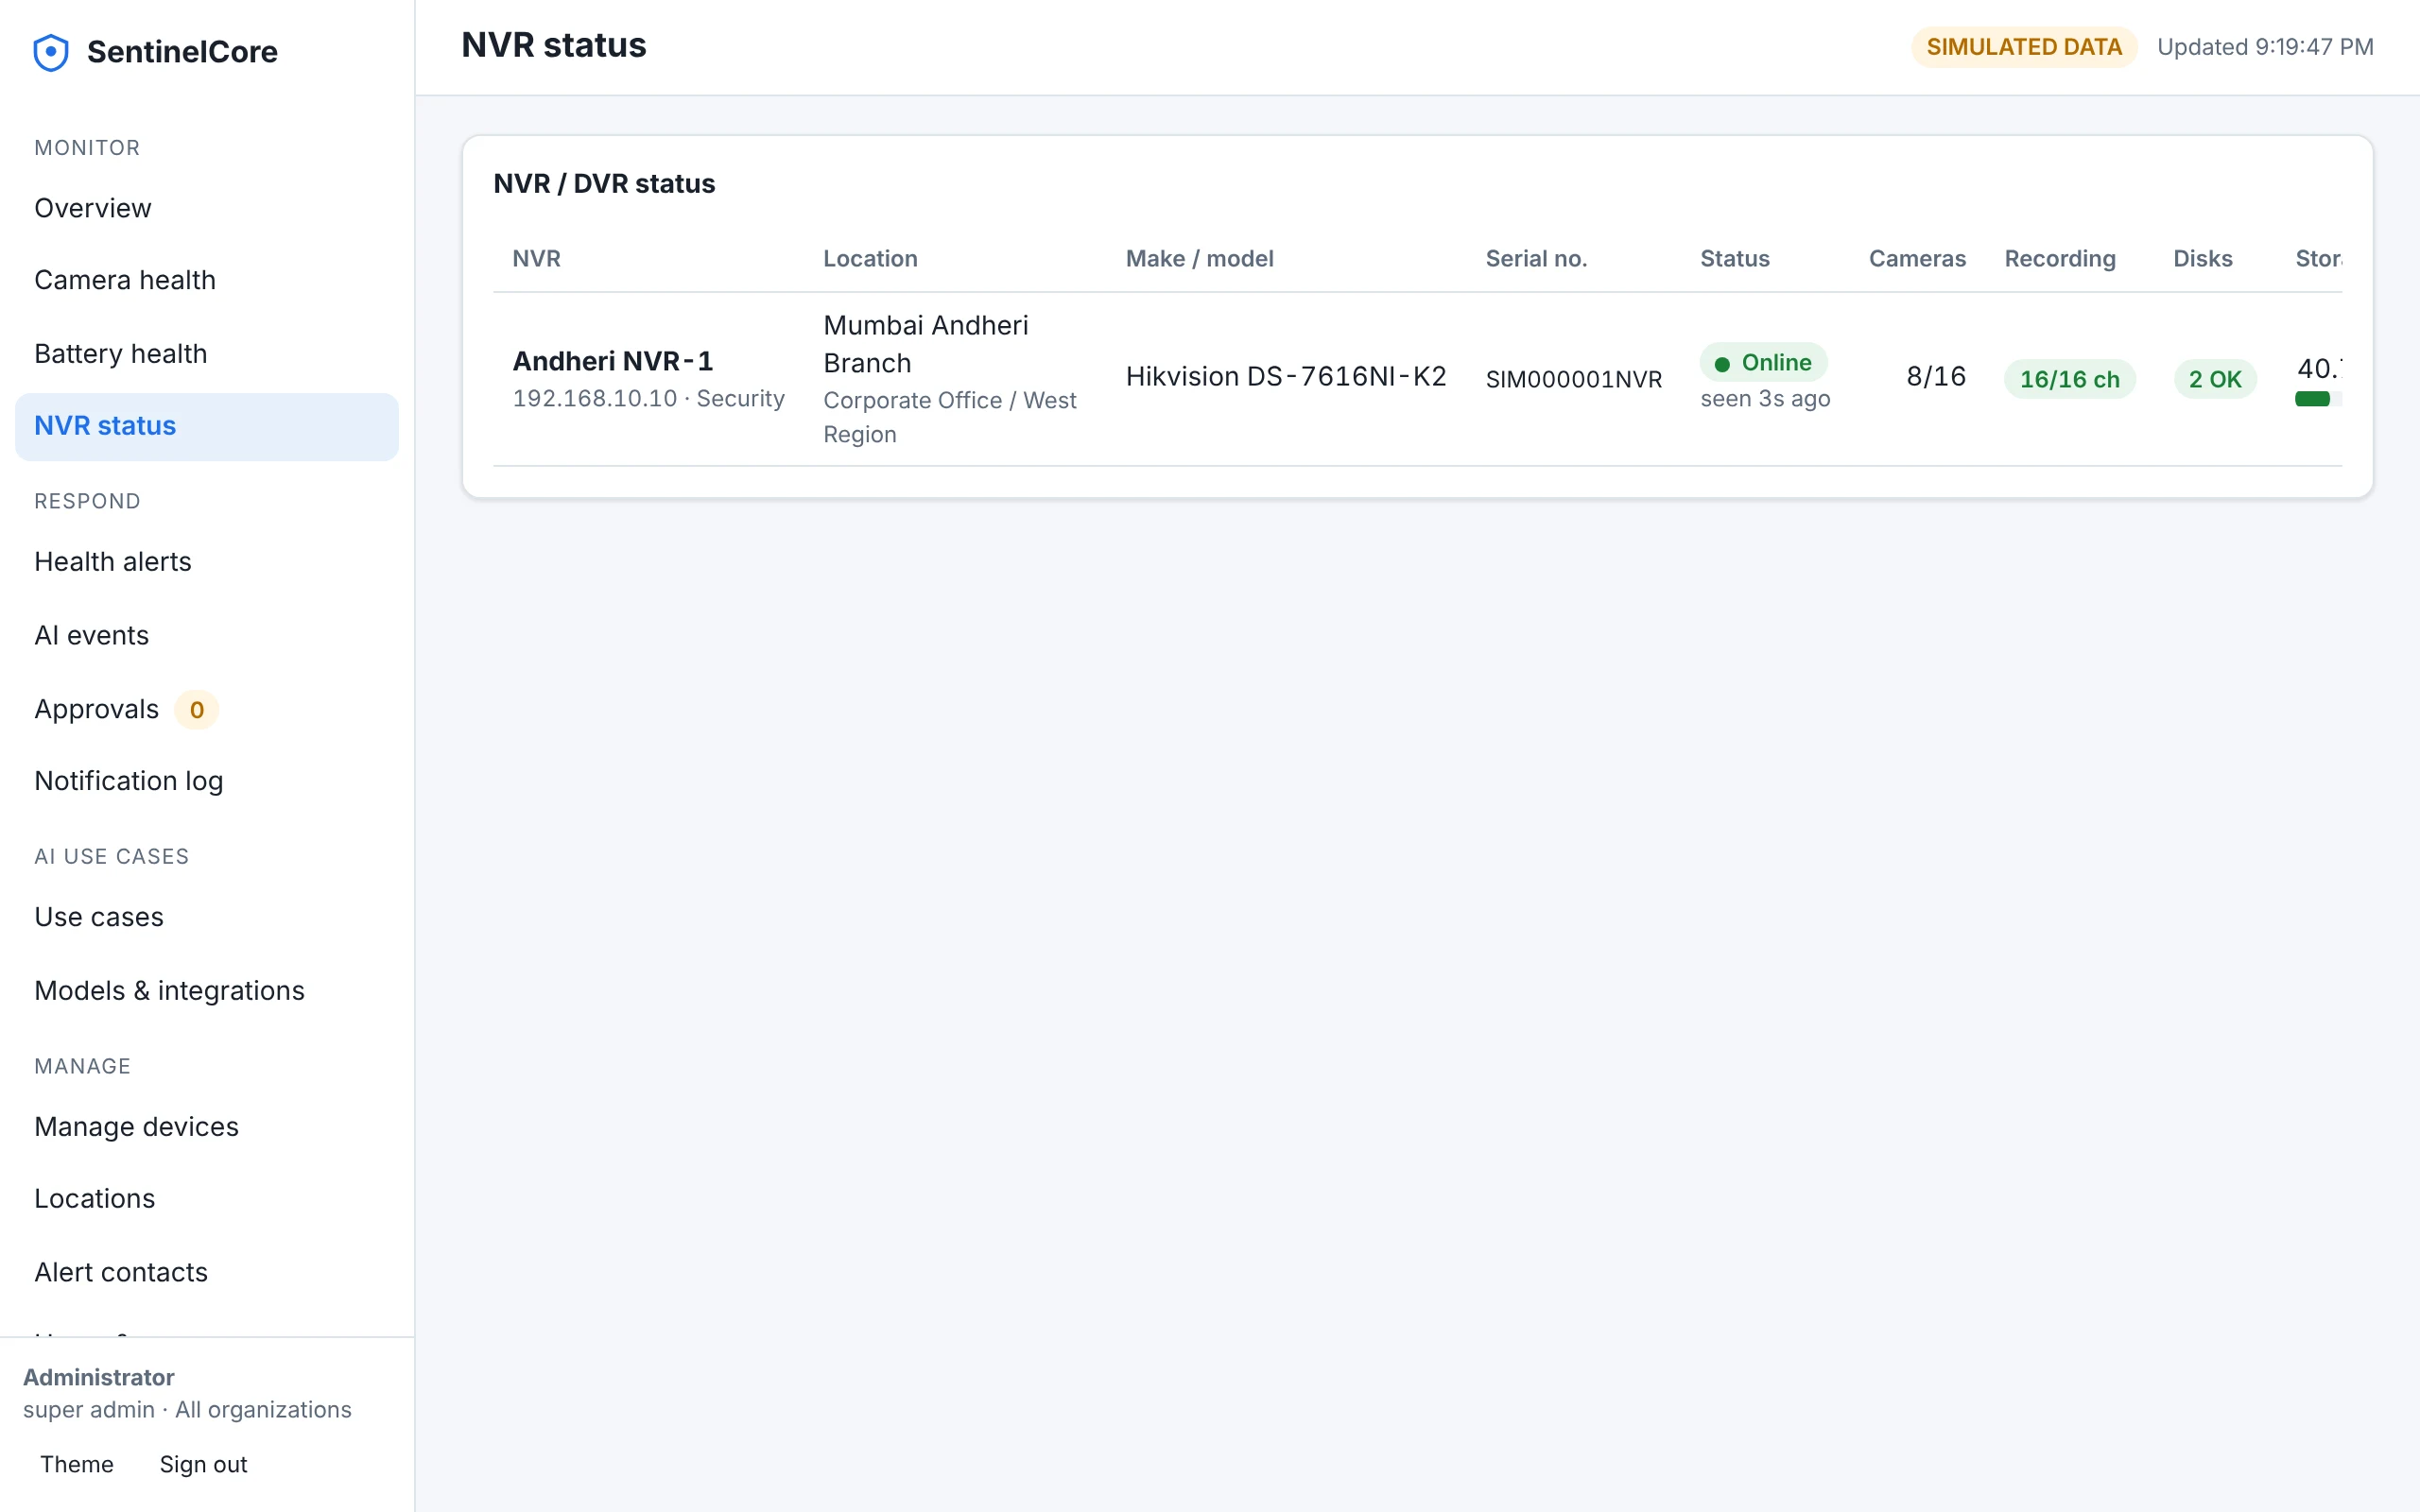 SentinelCore
MONITOR
Overview
Camera health
Battery health
NVR status
RESPOND
Health alerts
AI events
Approvals 0
Notification log
AI USE CASES
Use cases
Models & integrations
MANAGE
Manage devices
Locations
Alert contacts
Administrator
super admin · All organizations
Theme Sign out
NVR status
SIMULATED DATA Updated 9:19:47 PM
NVR / DVR status
NVR Location Make / model Serial no. Status Cameras Recording Disks
Andheri NVR-1
192.168.10.10 · Security
Mumbai Andheri
Branch
Corporate Office / West
Region
Hikvision DS-7616NI-K2
SIM000001NVR
Online
seen 3s ago
8/16
16/16 ch
2 OK